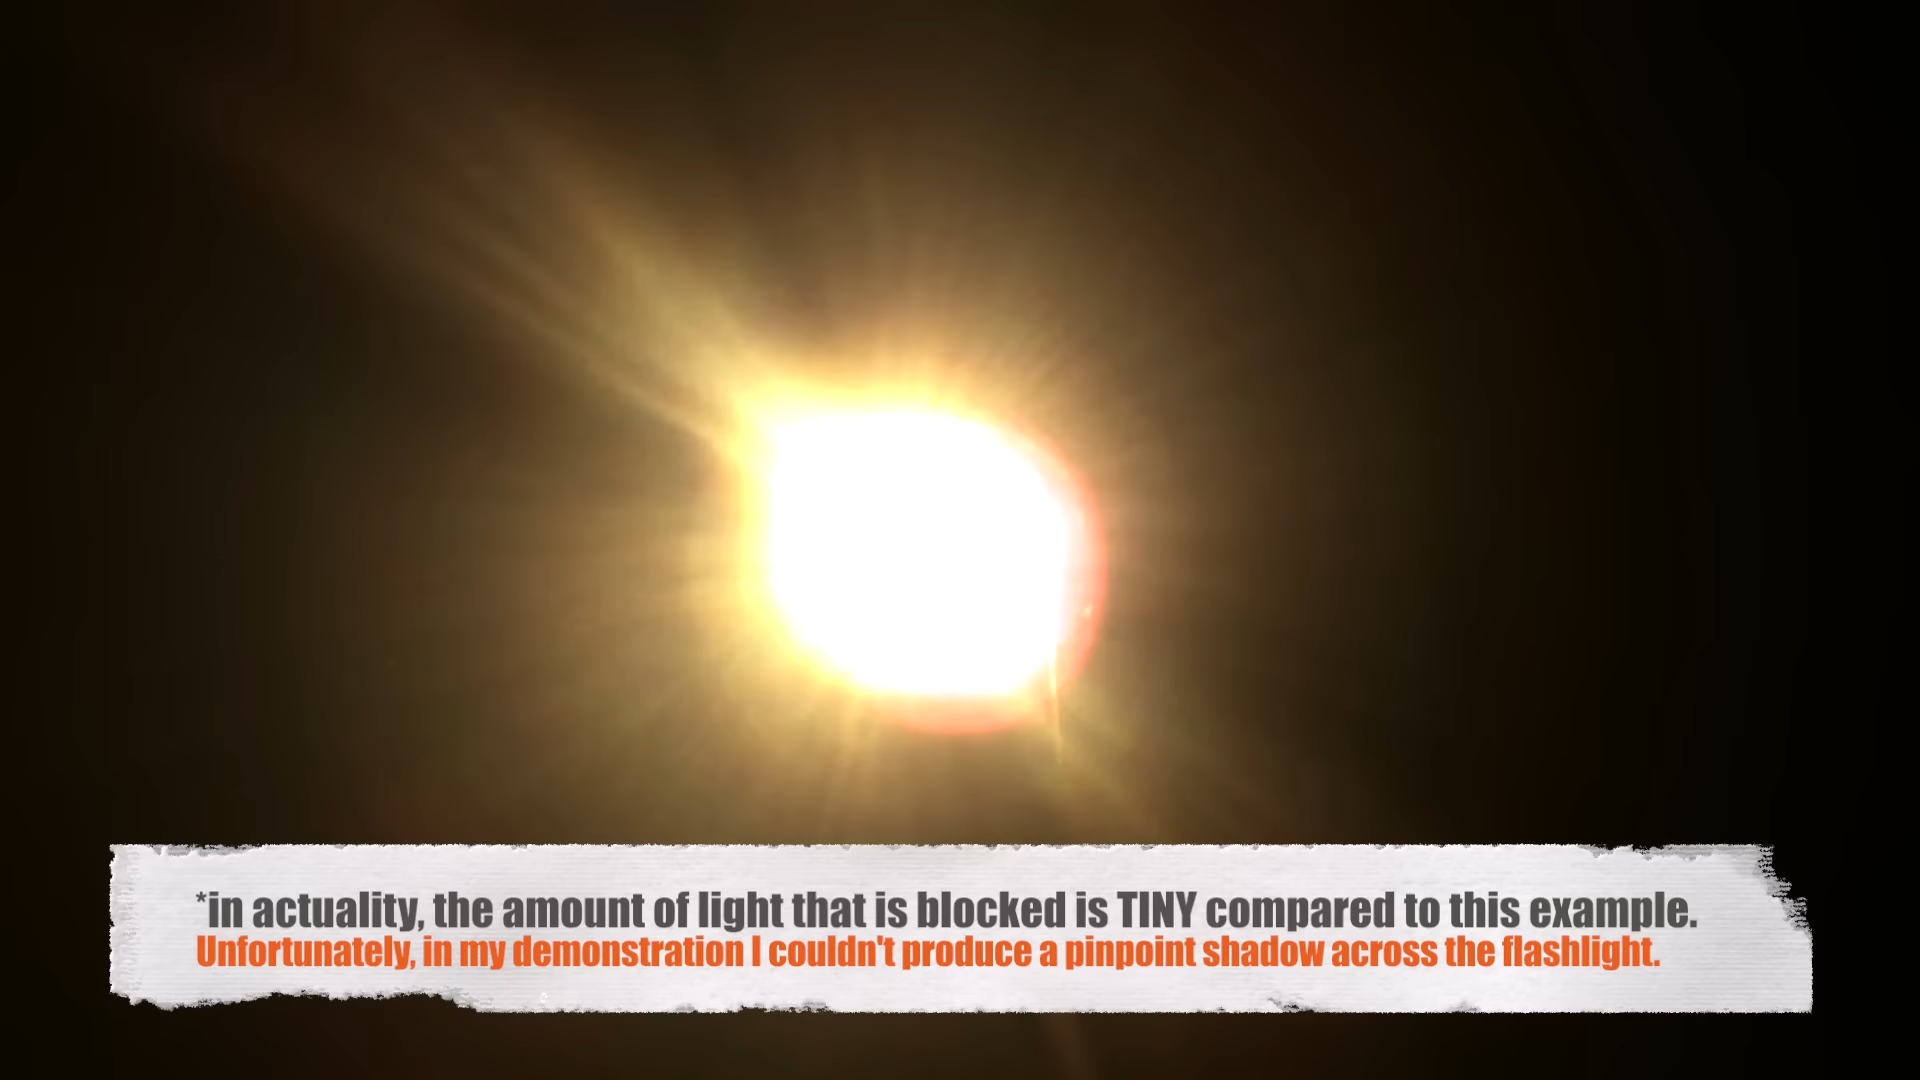 *in actuality, the amount of light that is blocked is TINY compared to this example.
Unfortunately, in my demonstration I couldn't produce a pinpoint shadow across the flashlight.